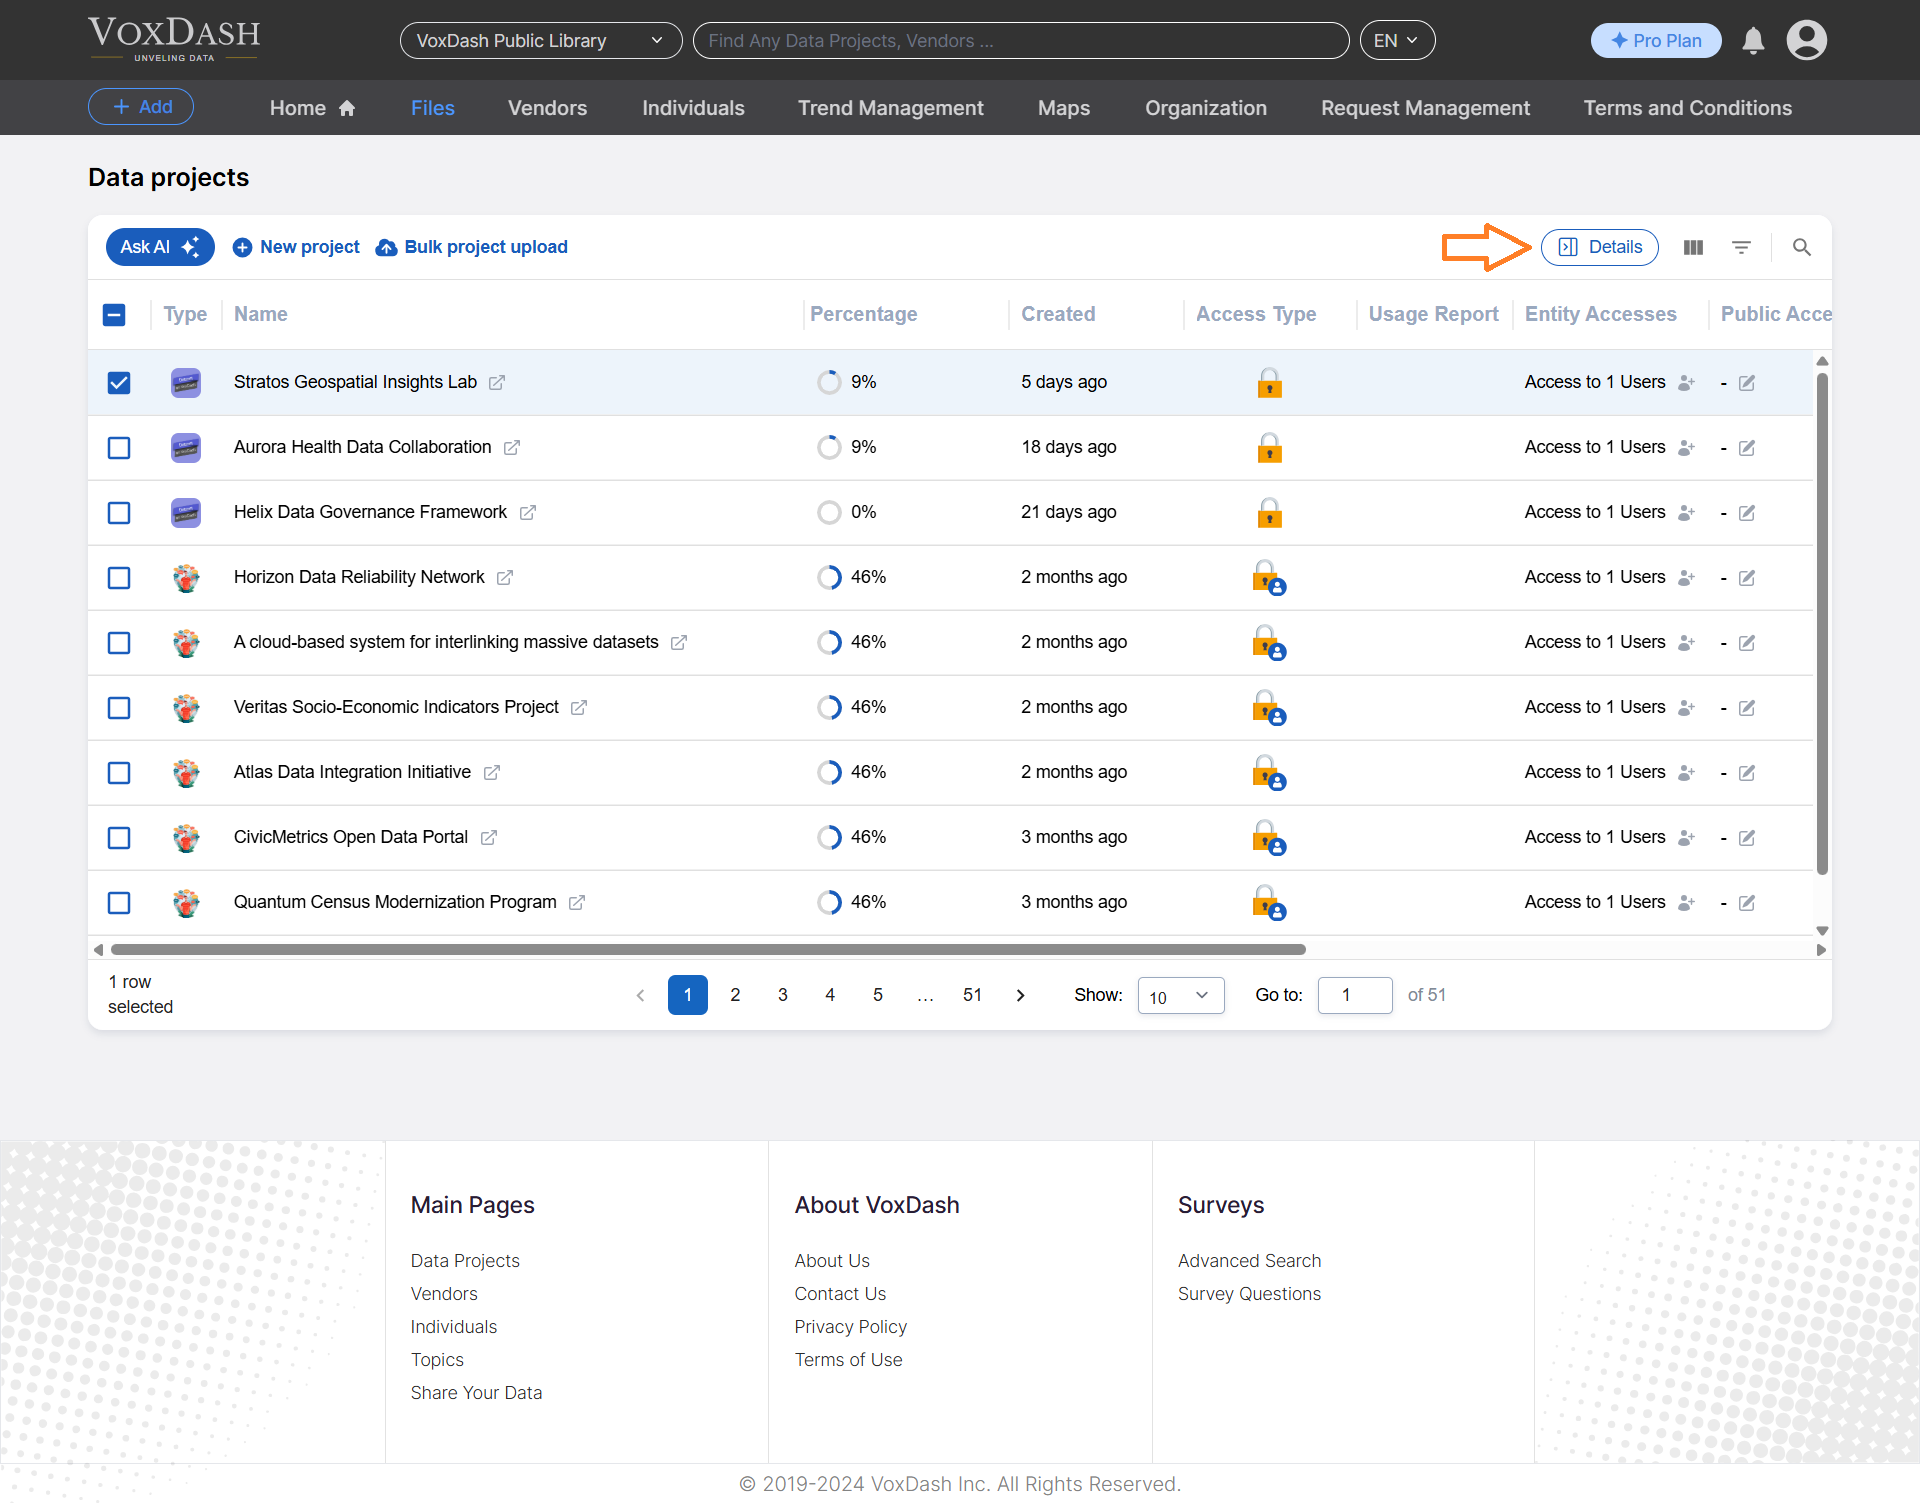 VoxDash
UNVELING DATA
VoxDash Public Library
Find Any Data Projects, Vendors ...
EN
Pro Plan
Add
Home
Files
Vendors
Individuals
Trend Management
Maps
Organization
Request Management
Terms and Conditions
Data projects
Ask AI
New project
Bulk project upload
Details
Type Name Percentage Created Access Type Usage Report Entity Accesses Public Acce
Stratos Geospatial Insights Lab 9% 5 days ago Access to 1 Users -
Aurora Health Data Collaboration 9% 18 days ago Access to 1 Users -
Helix Data Governance Framework 0% 21 days ago Access to 1 Users -
Horizon Data Reliability Network 46% 2 months ago Access to 1 Users -
A cloud-based system for interlinking massive datasets 46% 2 months ago Access to 1 Users -
Veritas Socio-Economic Indicators Project 46% 2 months ago Access to 1 Users -
Atlas Data Integration Initiative 46% 2 months ago Access to 1 Users -
CivicMetrics Open Data Portal 46% 3 months ago Access to 1 Users -
Quantum Census Modernization Program 46% 3 months ago Access to 1 Users -
1 row
selected
1 2 3 4 5 ... 51
Show: 10
Go to: 1 of 51
Main Pages
Data Projects
Vendors
Individuals
Topics
Share Your Data
About VoxDash
About Us
Contact Us
Privacy Policy
Terms of Use
Surveys
Advanced Search
Survey Questions
© 2019-2024 VoxDash Inc. All Rights Reserved.